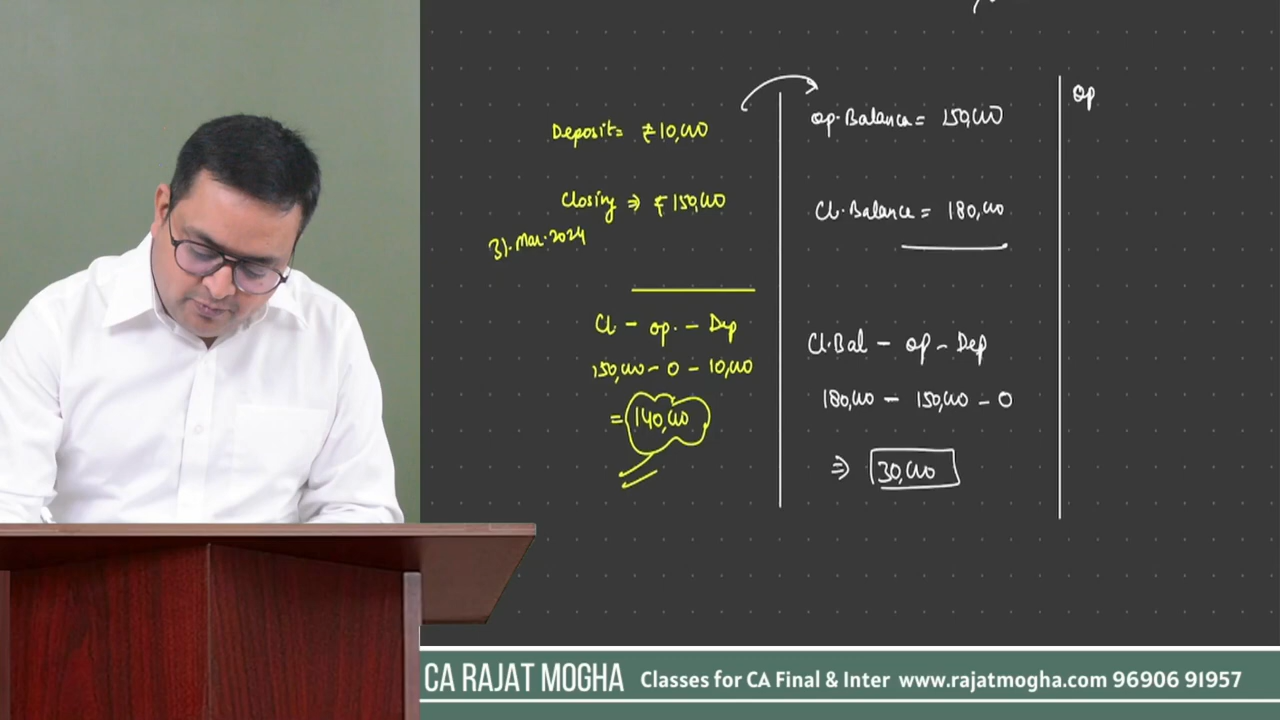 Deposit = ₹10,000
Closing ⇒ ₹150,000
31.Mar.2024
Cl - op. - Dep
150,000 - 0 - 10,000
= 140,000
op. Balance = 150,000
Cl. Balance = 180,000
Cl. Bal - op - Dep
180,000 - 150,000 - 0
⇒ 30,000
op
CA RAJAT MOGHA Classes for CA Final & Inter www.rajatmogha.com 96906 91957